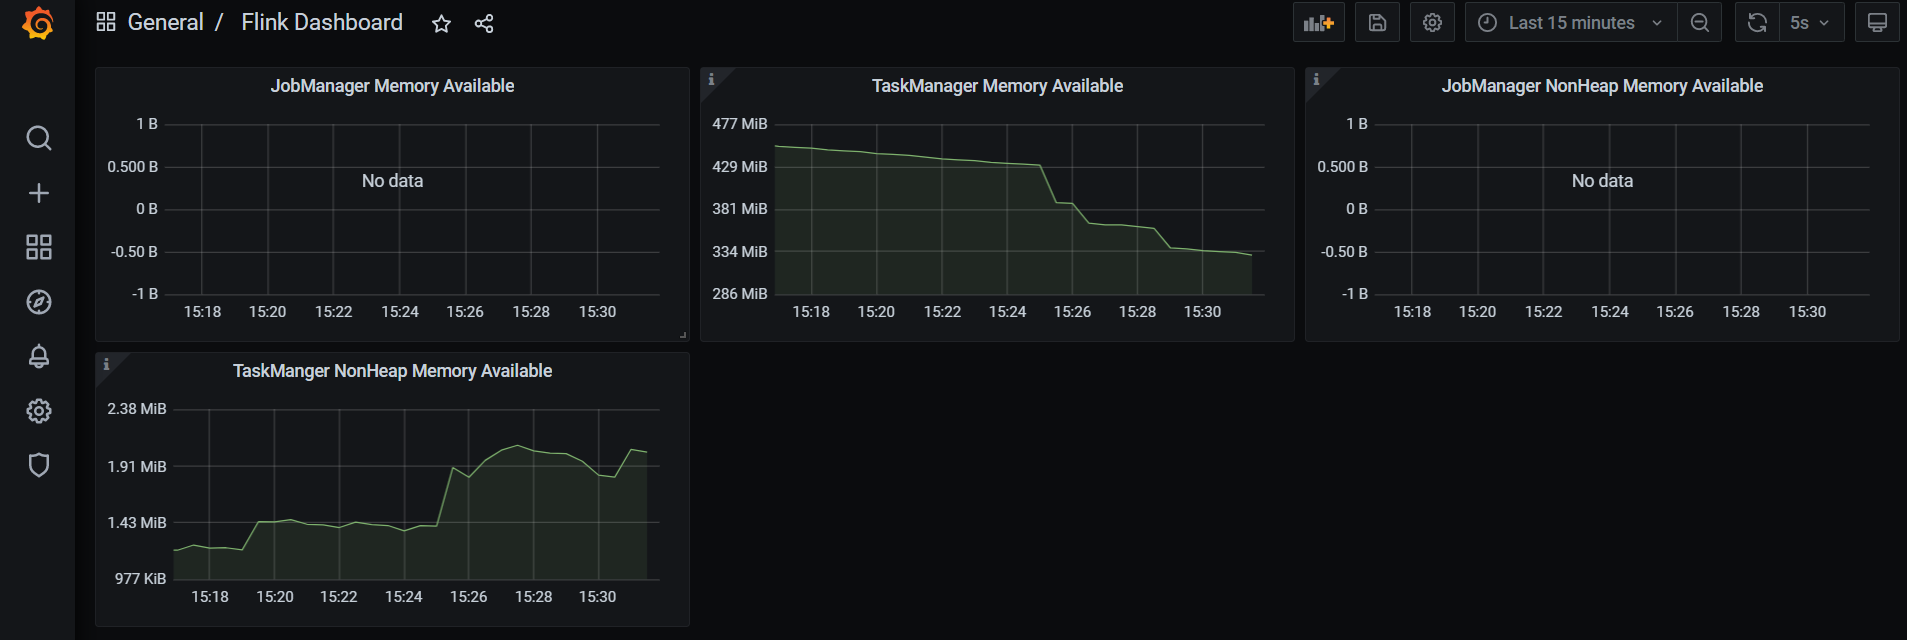 General / Flink Dashboard
Last 15 minutes
5s
JobManager Memory Available
1 B
0.500 B
0 B
-0.50 B
-1 B
No data
15:18 15:20 15:22 15:24 15:26 15:28 15:30
i
TaskManager Memory Available
477 MiB
429 MiB
381 MiB
334 MiB
286 MiB
15:18 15:20 15:22 15:24 15:26 15:28 15:30
i
JobManager NonHeap Memory Available
1 B
0.500 B
0 B
-0.50 B
-1 B
No data
15:18 15:20 15:22 15:24 15:26 15:28 15:30
i
TaskManger NonHeap Memory Available
2.38 MiB
1.91 MiB
1.43 MiB
977 KiB
15:18 15:20 15:22 15:24 15:26 15:28 15:30